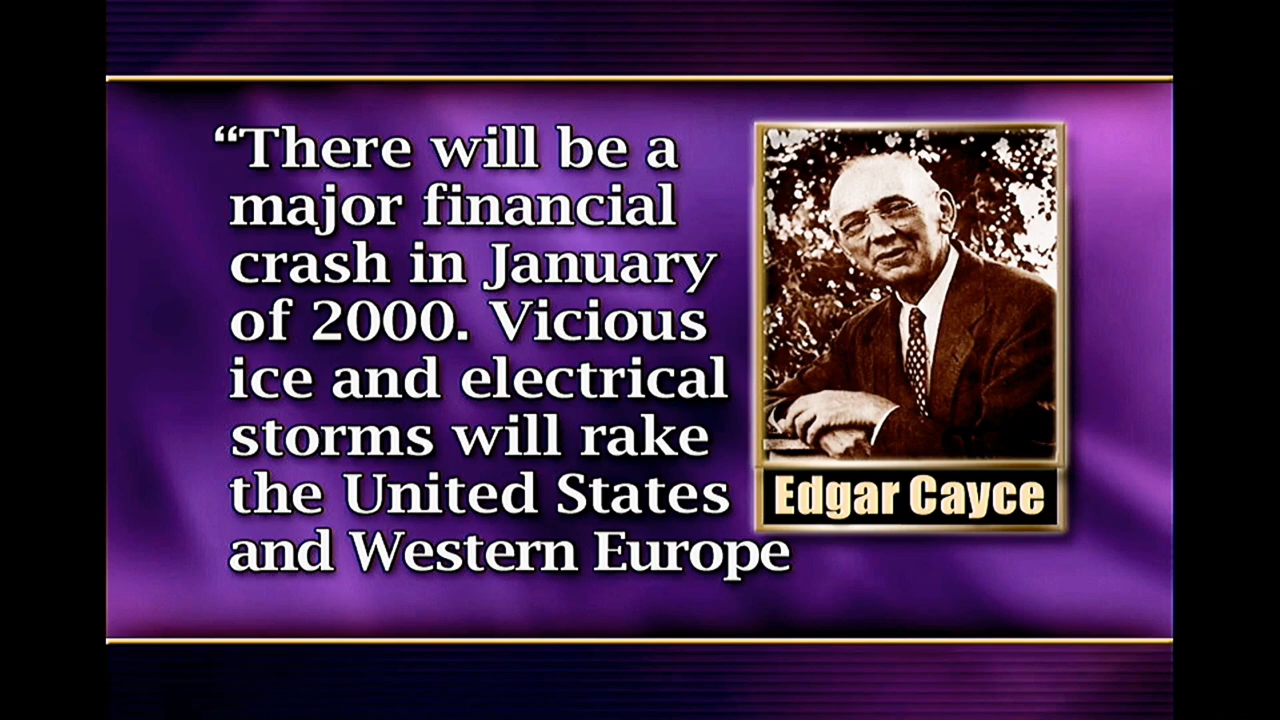 “There will be a
major financial
crash in January
of 2000. Vicious
ice and electrical
storms will rake
the United States
and Western Europe
Edgar Cayce